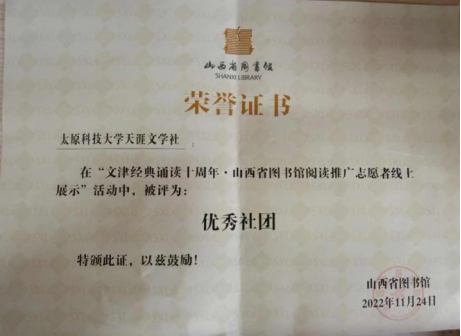 山西省图书馆
SHANXI LIBRARY
荣誉证书
太原科技大学天涯文学社：
在“文津经典诵读十周年·山西省图书馆阅读推广志愿者线上
展示”活动中，被评为：
优秀社团
特颁此证，以兹鼓励！
山西省图书馆
2022年11月24日